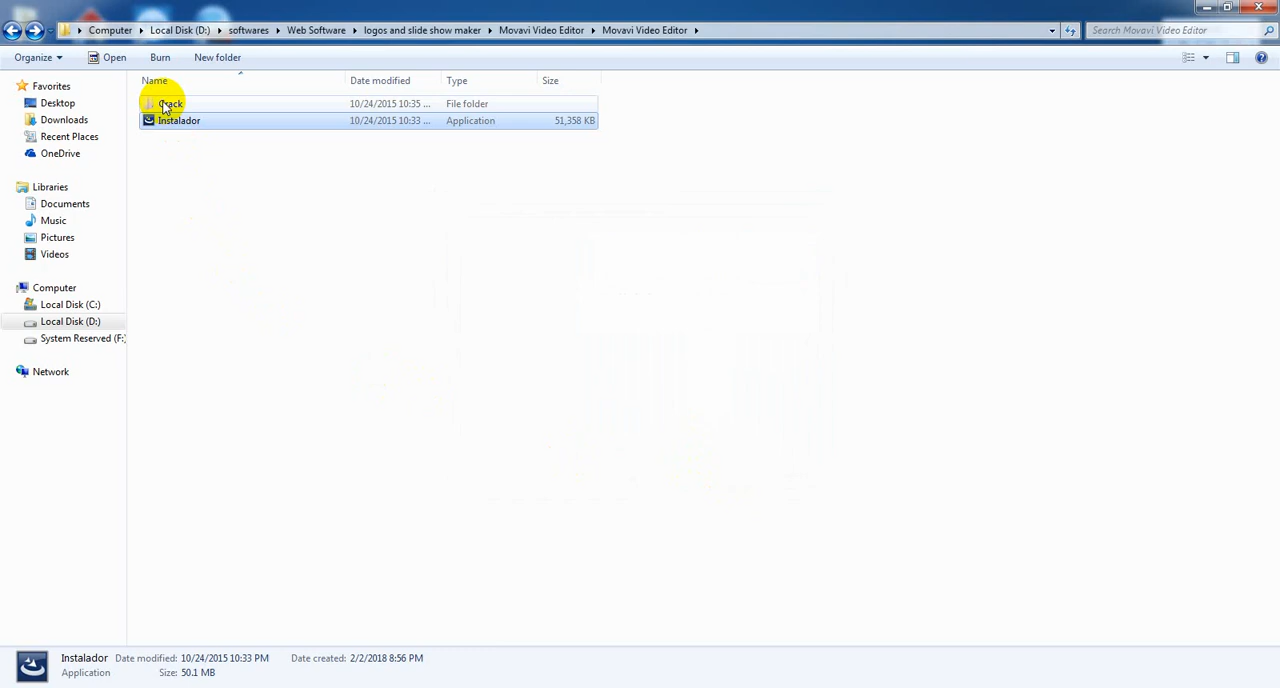 Computer Local Disk (D:) softwares Web Software logos and slide show maker Movavi Video Editor Movavi Video Editor Search Movavi Video Editor
Organize Open Burn New folder
Name Date modified Type Size
Favorites
Crack 10/24/2015 10:35 ... File folder
Desktop
Instalador 10/24/2015 10:33 ... Application 51,358 KB
Downloads
Recent Places
OneDrive
Libraries
Documents
Music
Pictures
Videos
Computer
Local Disk (C:)
Local Disk (D:)
System Reserved (F:)
Network
Instalador Date modified: 10/24/2015 10:33 PM Date created: 2/2/2018 8:56 PM
Application Size: 50.1 MB